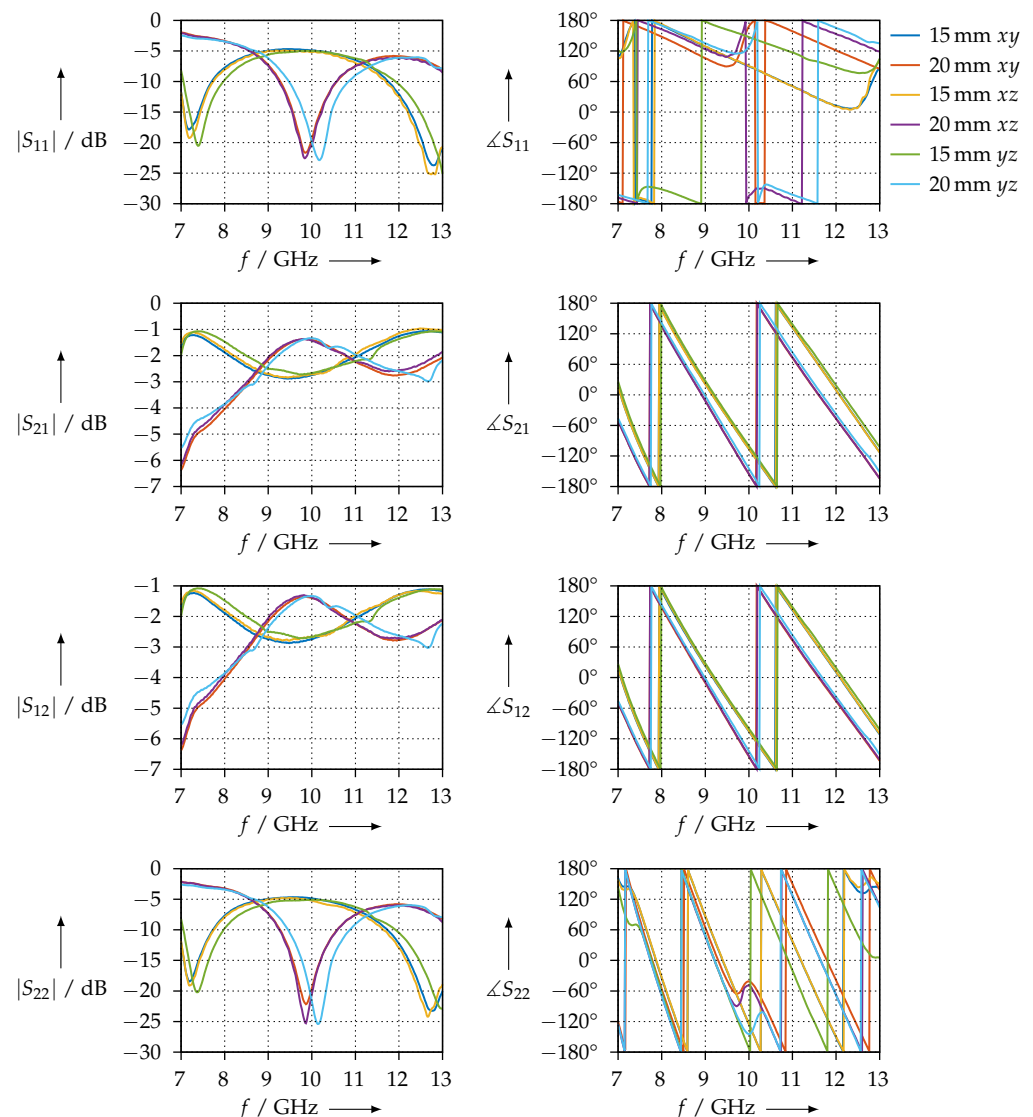 0
−5
−10
−15
−20
−25
−30
|S11| / dB
7 8 9 10 11 12 13
f / GHz
180°
120°
60°
0°
−60°
−120°
−180°
∡S11
7 8 9 10 11 12 13
f / GHz
15 mm xy
20 mm xy
15 mm xz
20 mm xz
15 mm yz
20 mm yz
0
−1
−2
−3
−4
−5
−6
−7
|S21| / dB
7 8 9 10 11 12 13
f / GHz
180°
120°
60°
0°
−60°
−120°
−180°
∡S21
7 8 9 10 11 12 13
f / GHz
−1
−2
−3
−4
−5
−6
−7
|S12| / dB
7 8 9 10 11 12 13
f / GHz
180°
120°
60°
0°
−60°
−120°
−180°
∡S12
7 8 9 10 11 12 13
f / GHz
0
−5
−10
−15
−20
−25
−30
|S22| / dB
7 8 9 10 11 12 13
f / GHz
180°
120°
60°
0°
−60°
−120°
−180°
∡S22
7 8 9 10 11 12 13
f / GHz